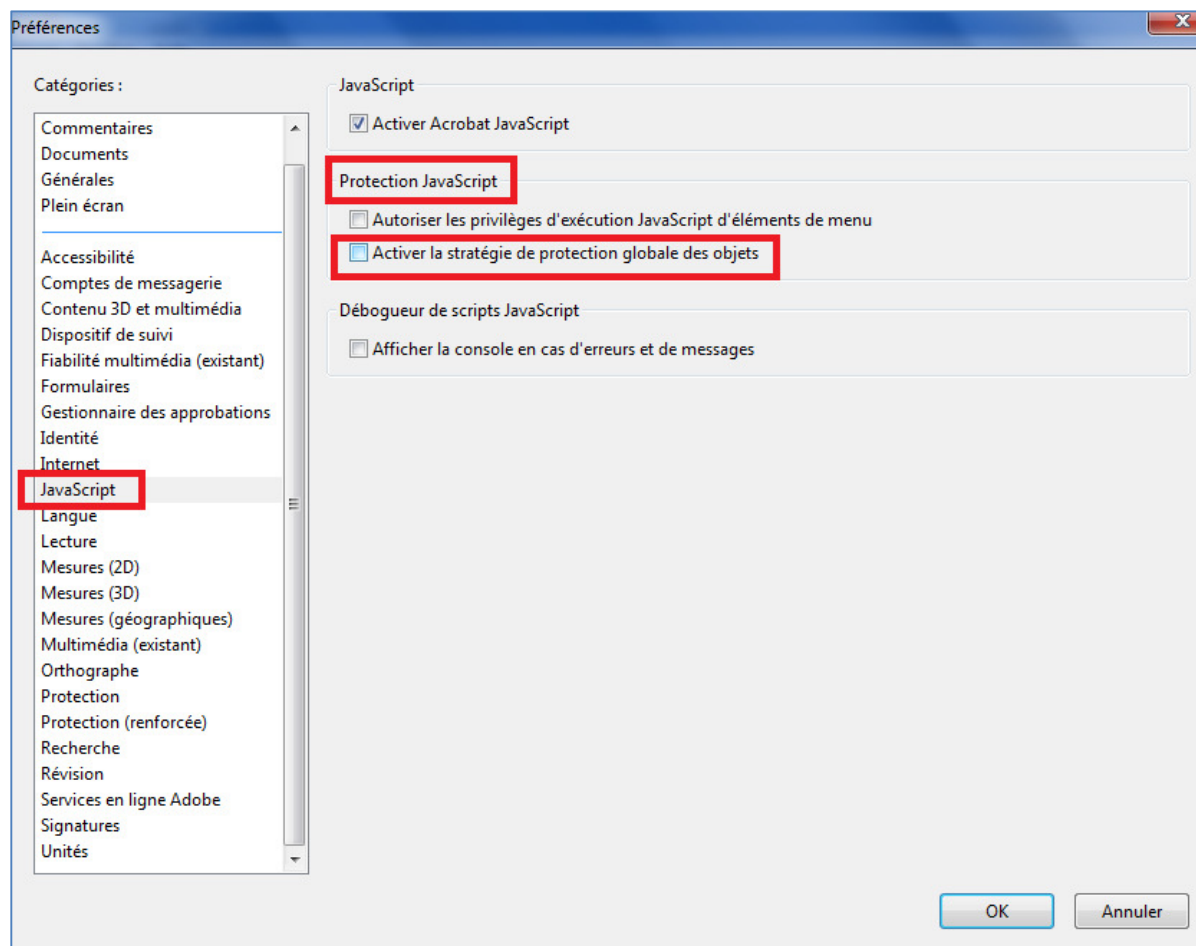 Préférences
Catégories :
Commentaires
Documents
Générales
Plein écran
Accessibilité
Comptes de messagerie
Contenu 3D et multimédia
Dispositif de suivi
Fiabilité multimédia (existant)
Formulaires
Gestionnaire des approbations
Identité
Internet
JavaScript
Langue
Lecture
Mesures (2D)
Mesures (3D)
Mesures (géographiques)
Multimédia (existant)
Orthographe
Protection
Protection (renforcée)
Recherche
Révision
Services en ligne Adobe
Signatures
Unités
JavaScript
Activer Acrobat JavaScript
Protection JavaScript
Autoriser les privilèges d'exécution JavaScript d'éléments de menu
Activer la stratégie de protection globale des objets
Débogueur de scripts JavaScript
Afficher la console en cas d'erreurs et de messages
OK
Annuler